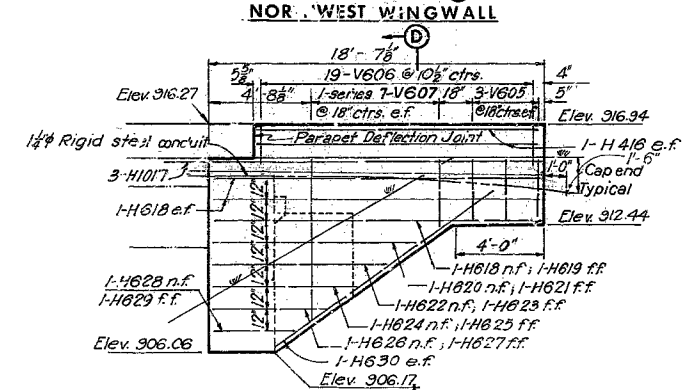 NOR  WEST WINGWALL
D
18'-7⅛"
5⅝" 19-V606 @ 10½" ctrs. 4"
4' 8⅛" 1-series 7-V607 18" 3-V605 5"
@ 18" ctrs. e.f. @18"ctrs.e.f.
Elev. 916.27
Elev. 916.94
Parapet Deflection Joint
1½"φ Rigid steel conduit
1-H416 e.f.
1'-6"
3-H1017
1'-0" Cap end
Typical
1-H618 e.f.
12" 12" 12" 12" 12" 12"
Elev. 912.44
4'-0"
1-H618 n.f.; 1-H619 f.f.
1-H620 n.f.; 1-H621 f.f.
1-H622 n.f.; 1-H623 f.f.
1-H624 n.f.; 1-H625 f.f.
1-H626 n.f.; 1-H627 f.f.
1-H628 n.f.
1-H629 f.f.
Elev. 906.06
1-H630 e.f.
Elev. 906.17